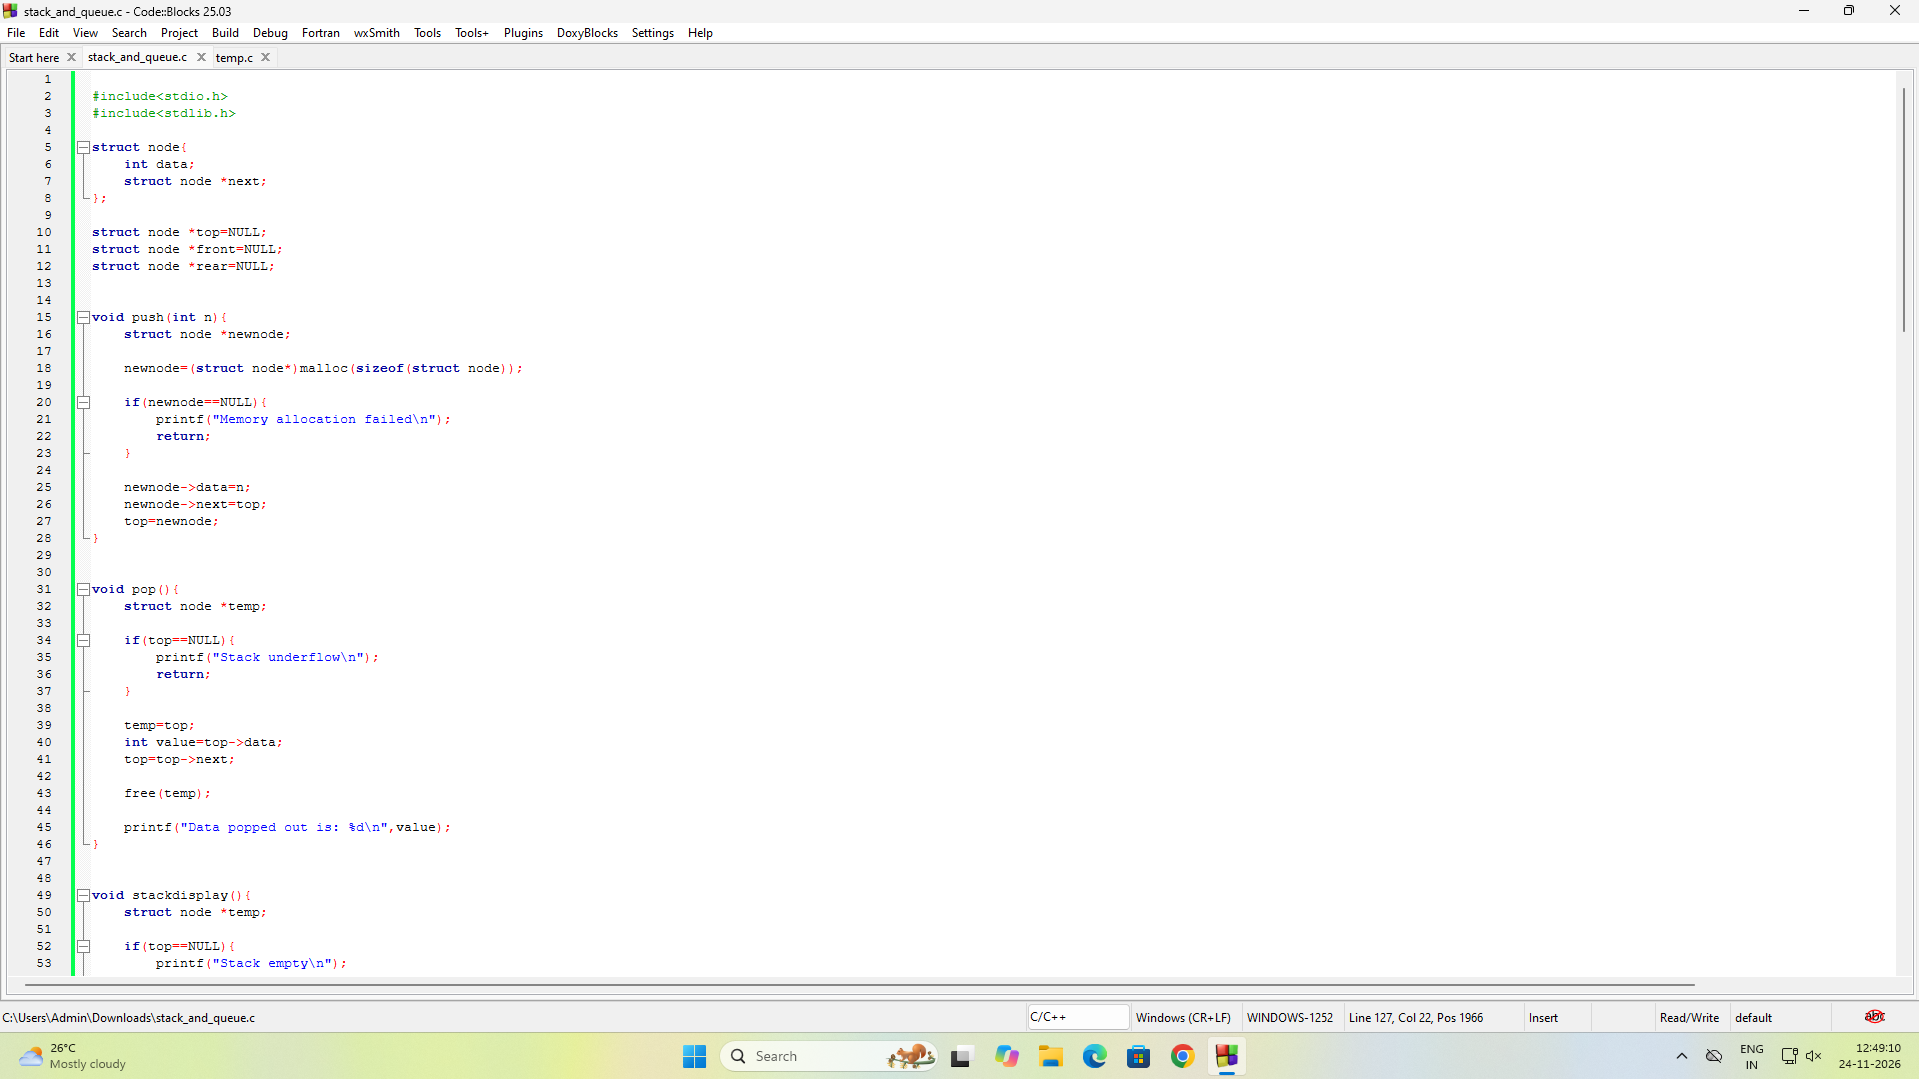 stack_and_queue.c - Code::Blocks 25.03
File Edit View Search Project Build Debug Fortran wxSmith Tools Tools+ Plugins DoxyBlocks Settings Help
Start here stack_and_queue.c temp.c
1
2 #include<stdio.h>
3 #include<stdlib.h>
4
5 struct node{
6 int data;
7 struct node *next;
8 };
9
10 struct node *top=NULL;
11 struct node *front=NULL;
12 struct node *rear=NULL;
13
14
15 void push(int n){
16 struct node *newnode;
17
18 newnode=(struct node*)malloc(sizeof(struct node));
19
20 if(newnode==NULL){
21 printf("Memory allocation failed\n");
22 return;
23 }
24
25 newnode->data=n;
26 newnode->next=top;
27 top=newnode;
28 }
29
30
31 void pop(){
32 struct node *temp;
33
34 if(top==NULL){
35 printf("Stack underflow\n");
36 return;
37 }
38
39 temp=top;
40 int value=top->data;
41 top=top->next;
42
43 free(temp);
44
45 printf("Data popped out is: %d\n",value);
46 }
47
48
49 void stackdisplay(){
50 struct node *temp;
51
52 if(top==NULL){
53 printf("Stack empty\n");
C:\Users\Admin\Downloads\stack_and_queue.c C/C++ Windows (CR+LF) WINDOWS-1252 Line 127, Col 22, Pos 1966 Insert Read/Write default abc
26°C
Mostly cloudy
Search
ENG
IN
12:49:10
24-11-2026